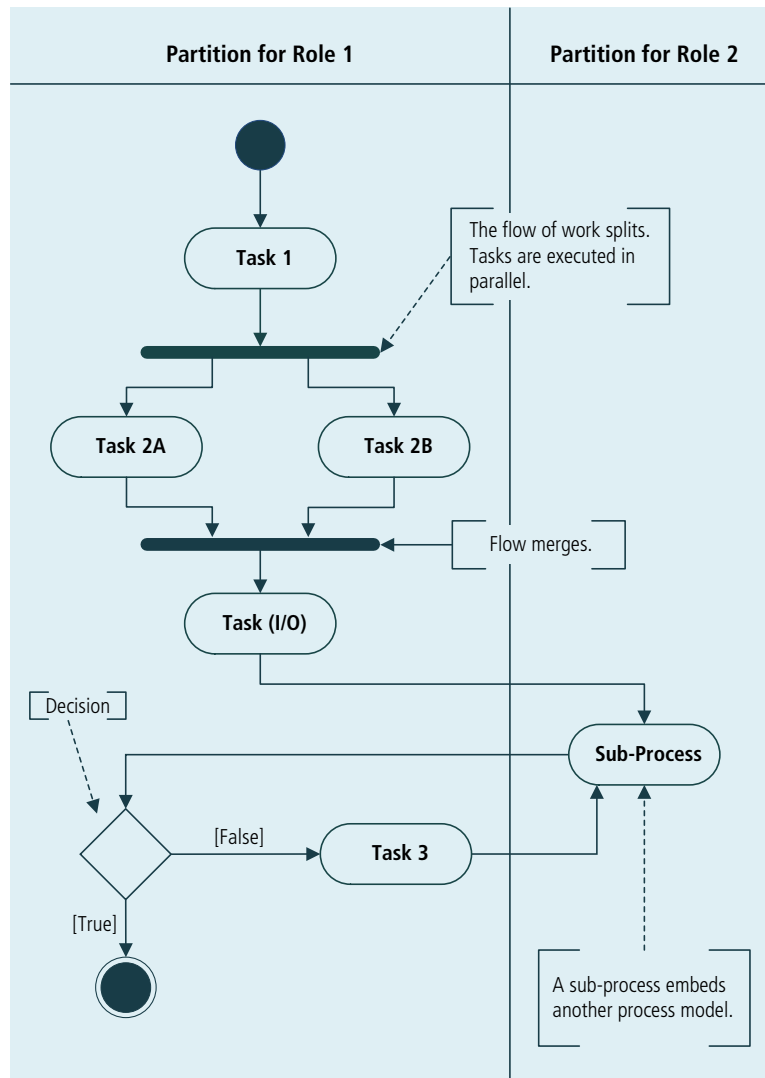 Partition for Role 1
Partition for Role 2
The flow of work splits.
Tasks are executed in
parallel.
Task 1
Task 2A
Task 2B
Flow merges.
Task (I/O)
Decision
Sub-Process
[False]
Task 3
[True]
A sub-process embeds
another process model.